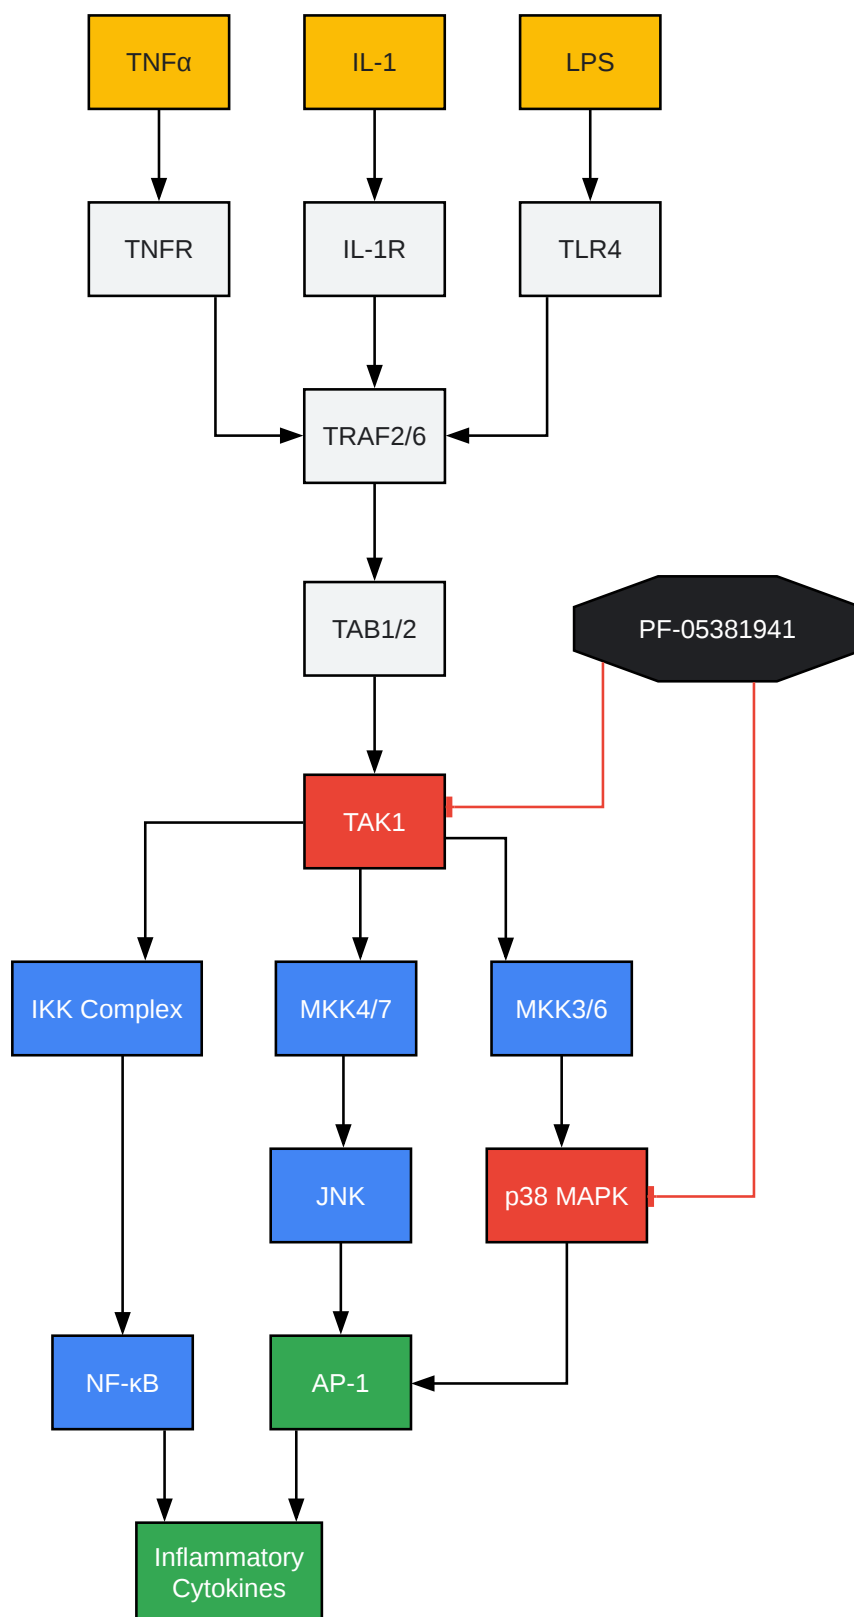 TNFα
IL-1
LPS
TNFR
IL-1R
TLR4
TRAF2/6
TAB1/2
PF-05381941
TAK1
IKK Complex
MKK4/7
MKK3/6
JNK
p38 MAPK
NF-κB
AP-1
Inflammatory
Cytokines